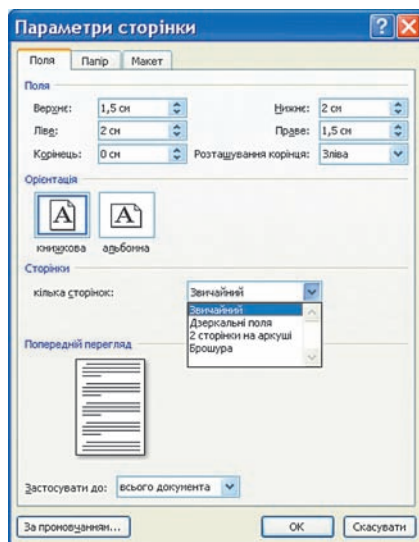 Параметри сторінки
Поля Папір Макет
Поля
Верхнє: 1,5 см Нижнє: 2 см
Ліве: 2 см Праве: 1,5 см
Корінець: 0 см Розташування корінця: Зліва
Орієнтація
A A
книжкова альбомна
Сторінки
кілька сторінок: Звичайний
Звичайний
Дзеркальні поля
2 сторінки на аркуші
Брошура
Попередній перегляд
Застосувати до: всього документа
За промовчанням... ОК Скасувати